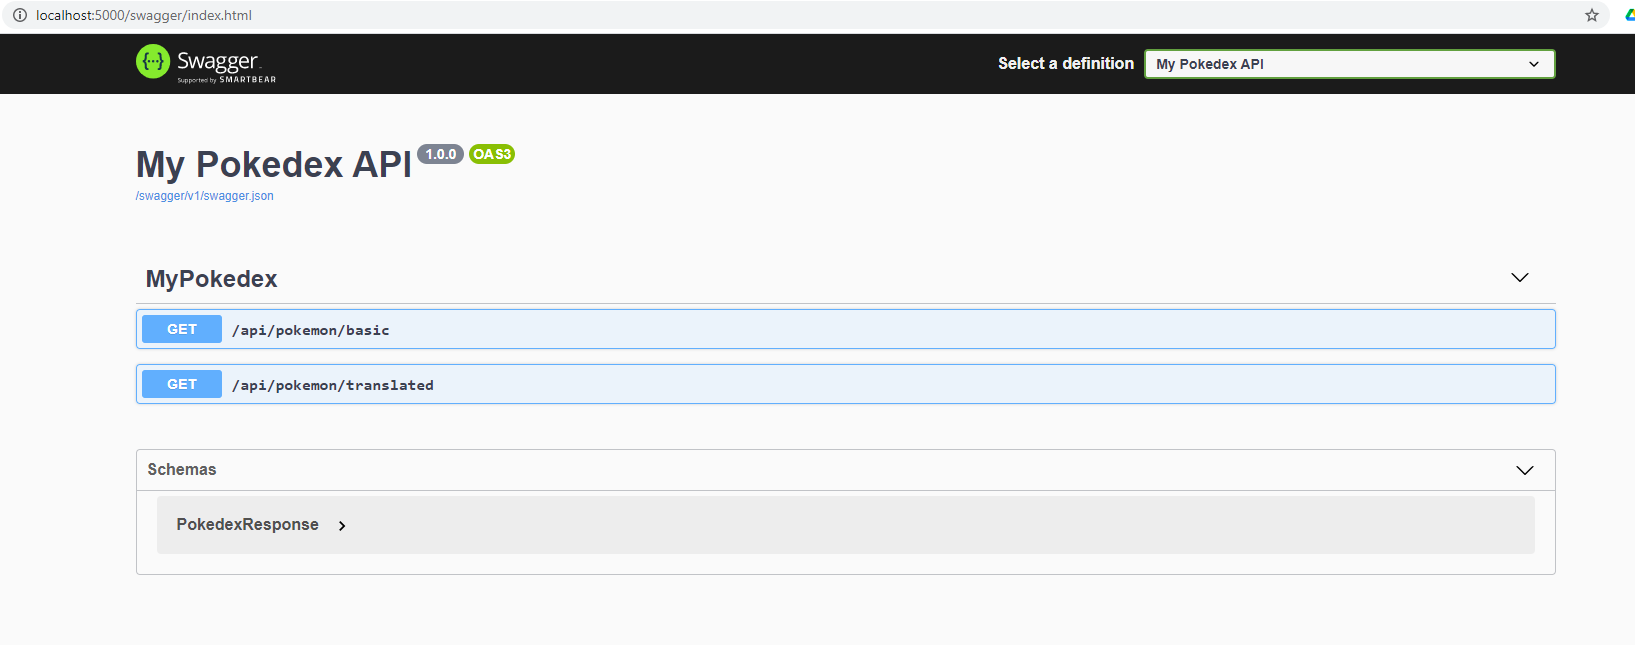 localhost:5000/swagger/index.html
Swagger
Supported by SMARTBEAR
Select a definition
My Pokedex API
My Pokedex API 1.0.0 OAS3
/swagger/v1/swagger.json
MyPokedex
GET /api/pokemon/basic
GET /api/pokemon/translated
Schemas
PokedexResponse